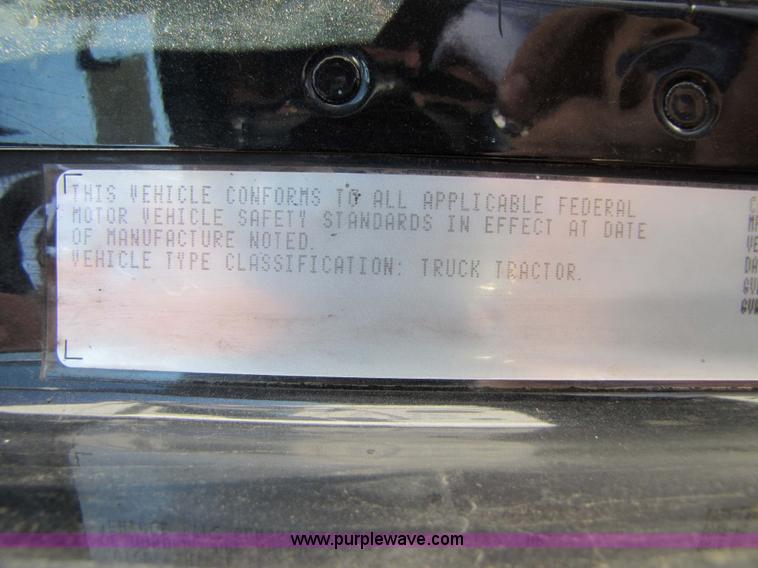 THIS VEHICLE CONFORMS TO ALL APPLICABLE FEDERAL
MOTOR VEHICLE SAFETY STANDARDS IN EFFECT AT DATE
OF MANUFACTURE NOTED.
VEHICLE TYPE CLASSIFICATION: TRUCK TRACTOR.
www.purplewave.com